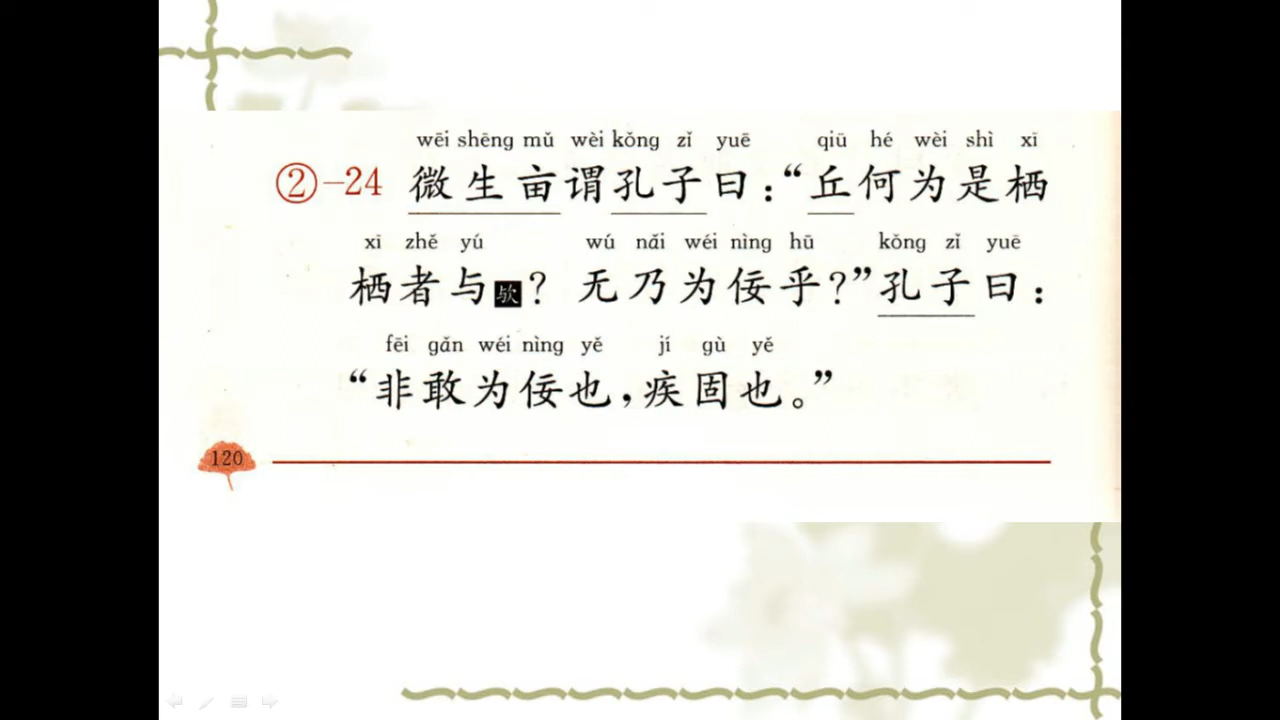 wēi shēng mǔ wèi kǒng zǐ yuē qiū hé wèi shì xī
②-24 微生亩谓孔子曰：“丘何为是栖
xī zhě yú wú nǎi wéi nìng hū kǒng zǐ yuē
栖者与欤？无乃为佞乎？”孔子曰：
fēi gǎn wéi nìng yě jí gù yě
“非敢为佞也，疾固也。”
120